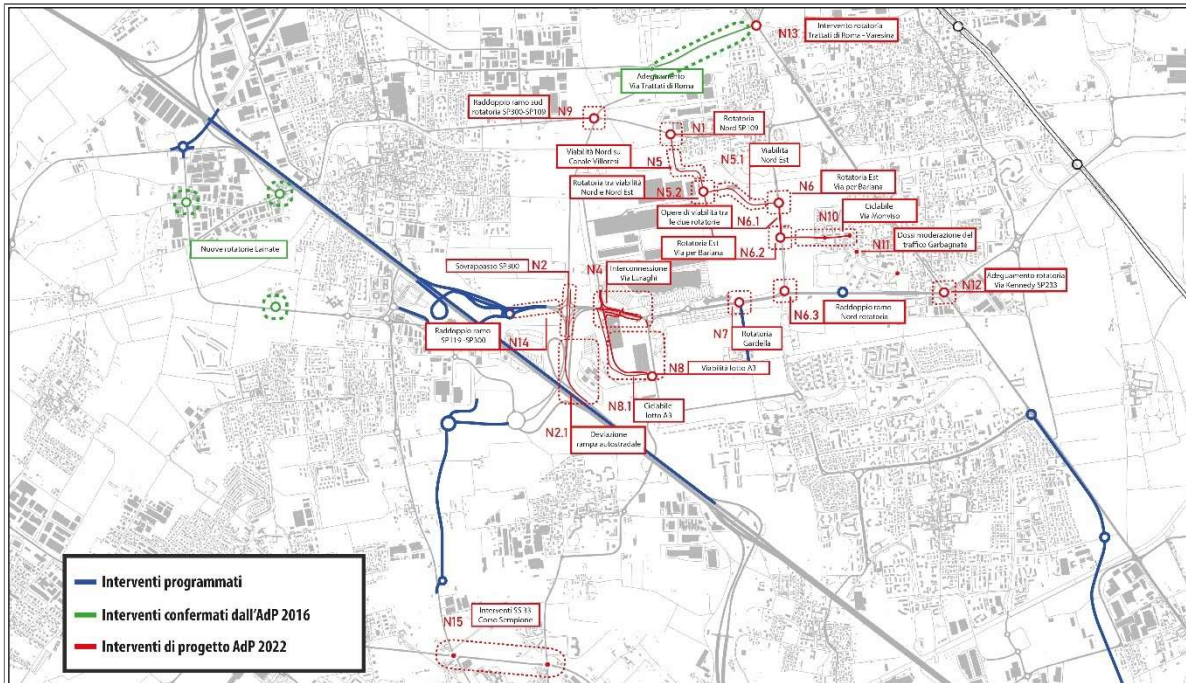 N13
Intervento rotatoria
Trattati di Roma - Varesina
Adeguamento
Via Trattati di Roma
Raddoppio ramo sud
rotatoria SP300-SP109
N9
N1
Rotatoria
Nord SP109
Viabilità Nord su
Canale Villoresi
N5
N5.1
Viabilità
Nord Est
Rotatoria tra viabilità
Nord e Nord Est
N5.2
N6
Rotatoria Est
Via per Bariana
Opere di viabilità tra
le due rotatorie
N6.1
N10
Ciclabile
Via Monviso
Rotatoria Est
Via per Bariana
N6.2
N11
Dossi moderazione del
traffico Garbagnate
Nuove rotatorie Lainate
Sovrappasso SP300
N2
N4
Interconnessione
Via Luraghi
N12
Adeguamento rotatoria
Via Kennedy SP233
N6.3
Raddoppio ramo
Nord rotatoria
Raddoppio ramo
SP119 -SP300
N14
N7
Rotatoria
Gardella
N8
Viabilità lotto A3
N8.1
Ciclabile
lotto A3
N2.1
Deviazione
rampa autostradale
Interventi programmati
Interventi confermati dall'AdP 2016
Interventi di progetto AdP 2022
N15
Interventi SS 33
Corso Sempione